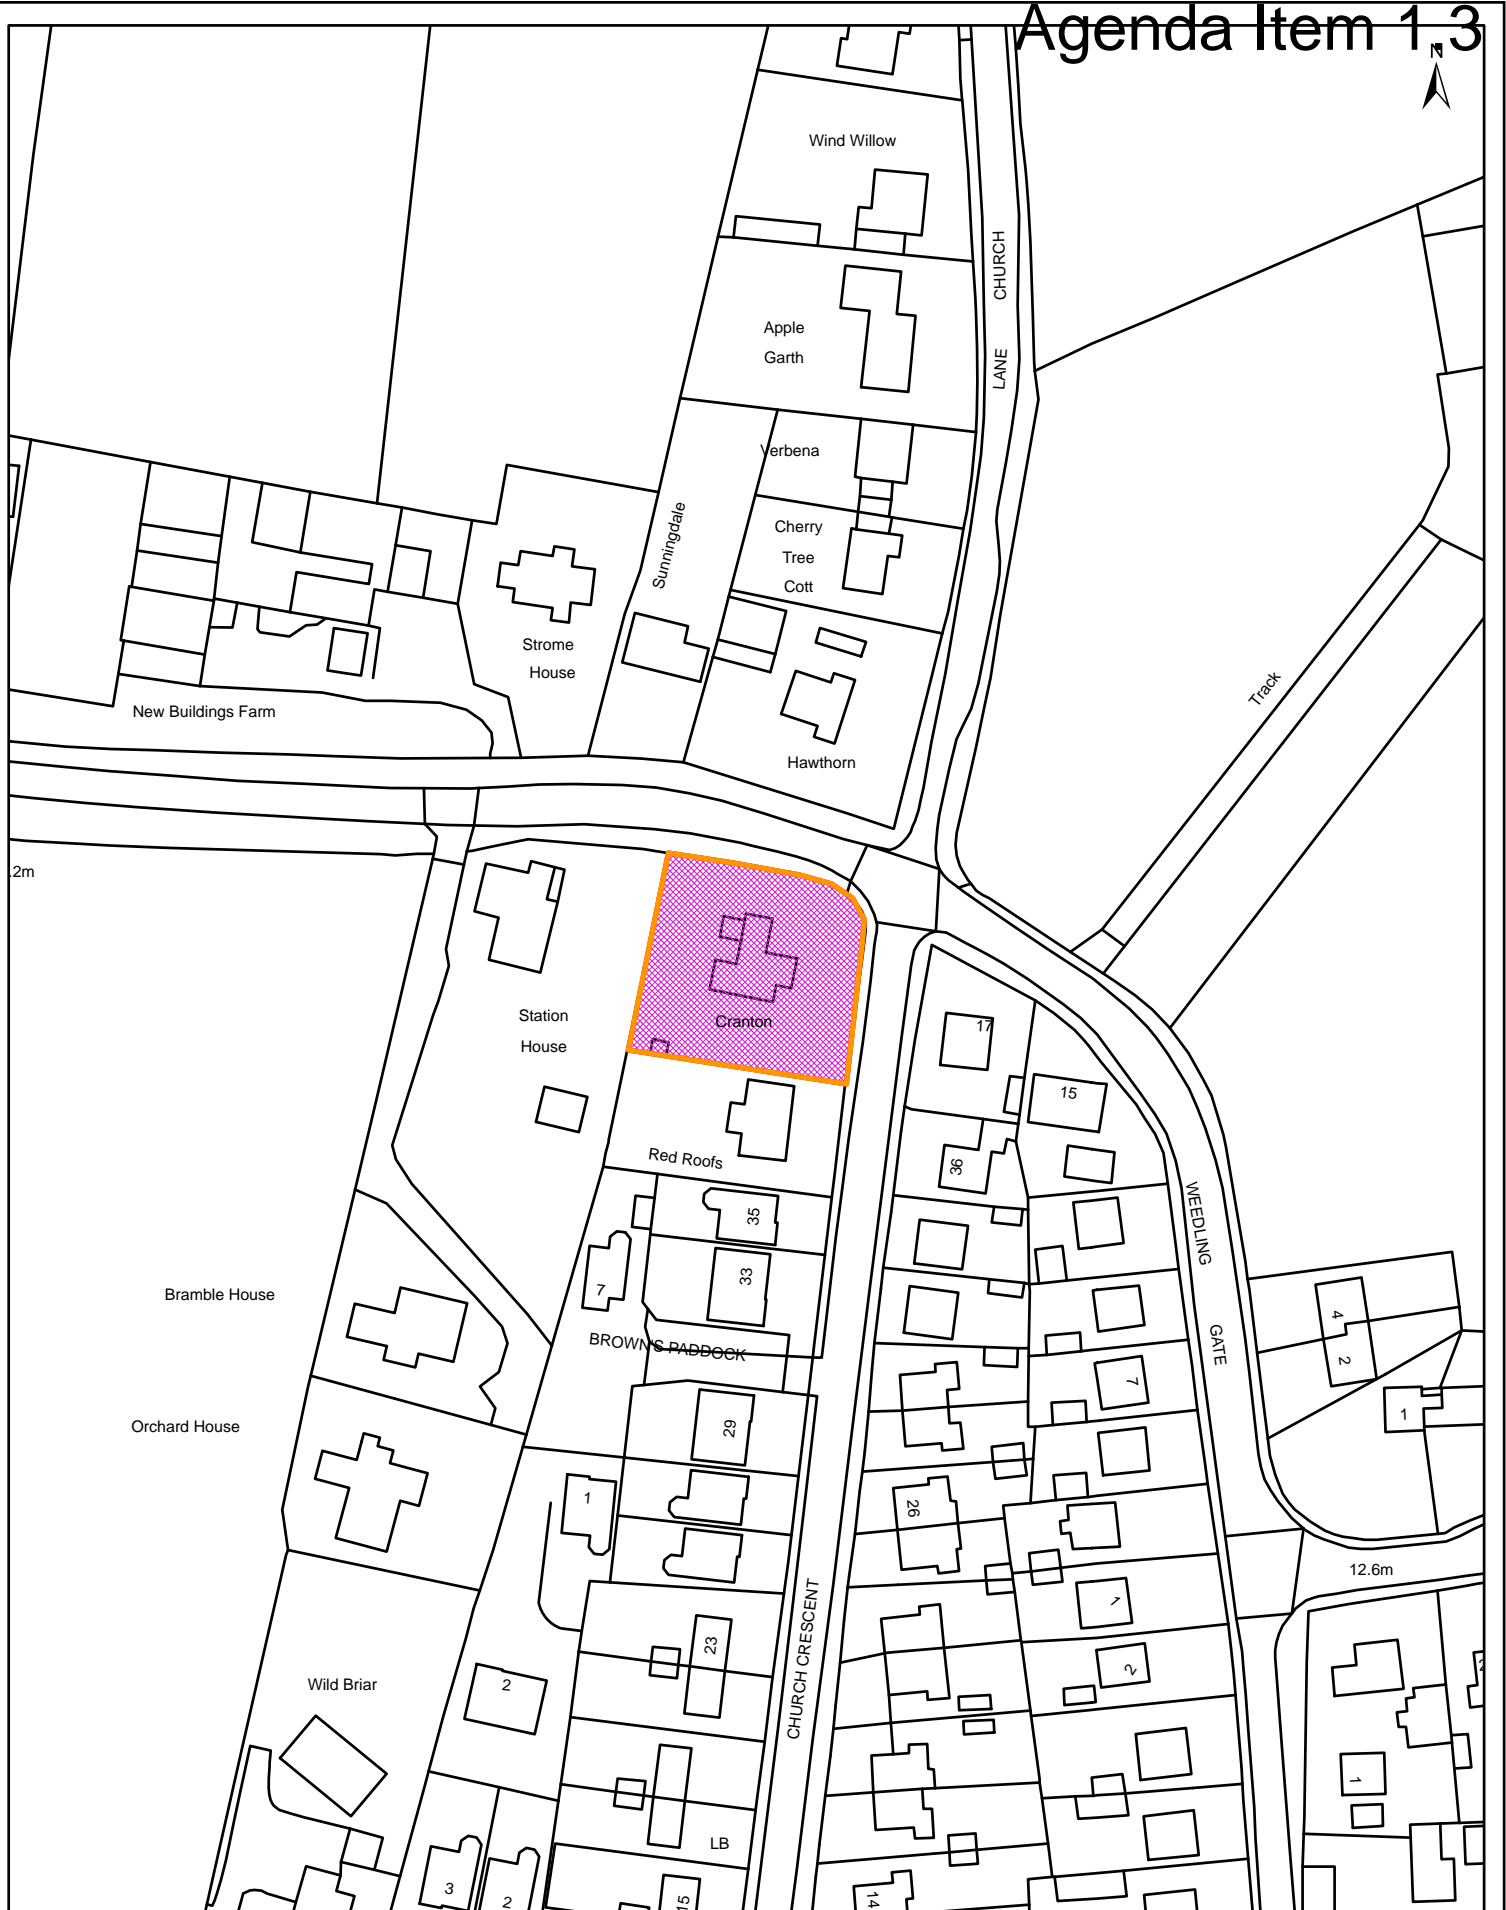 Agenda Item 1.3
N
Wind Willow
CHURCH
LANE
Apple
Garth
Verbena
Cherry
Tree
Cott
Sunningdale
Strome
House
New Buildings Farm
Hawthorn
Track
.2m
Station
House
Cranton
17
15
Red Roofs
36
35
WEEDLING
GATE
33
7
Bramble House
BROWN'S PADDOCK
4
2
7
1
Orchard House
29
1
26
12.6m
CHURCH CRESCENT
1
23
2
Wild Briar
2
2
1
LB
3
2
15
14